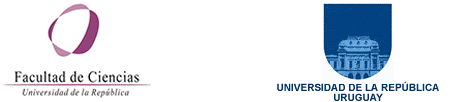 Facultad de Ciencias
Universidad de la República
UNIVERSIDAD DE LA REPÚBLICA
URUGUAY